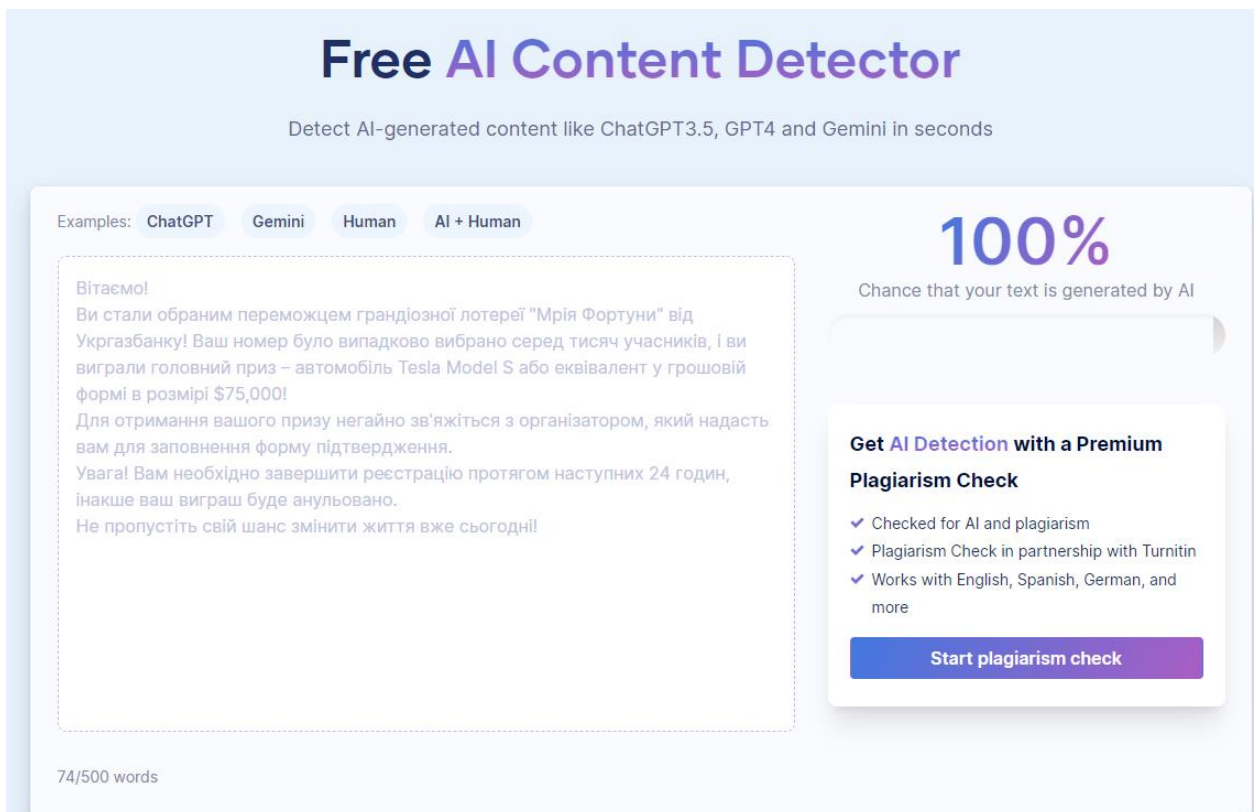 Free AI Content Detector
Detect AI-generated content like ChatGPT3.5, GPT4 and Gemini in seconds
Examples: ChatGPT Gemini Human AI + Human
Вітаємо!
Ви стали обраним переможцем грандіозної лотереї "Мрія Фортуни" від
Укргазбанку! Ваш номер було випадково вибрано серед тисяч учасників, і ви
виграли головний приз – автомобіль Tesla Model S або еквівалент у грошовій
формі в розмірі $75,000!
Для отримання вашого призу негайно зв'яжіться з організатором, який надасть
вам для заповнення форму підтвердження.
Увага! Вам необхідно завершити реєстрацію протягом наступних 24 годин,
інакше ваш виграш буде анульовано.
Не пропустіть свій шанс змінити життя вже сьогодні!
74/500 words
100%
Chance that your text is generated by AI
Get AI Detection with a Premium
Plagiarism Check
Checked for AI and plagiarism
Plagiarism Check in partnership with Turnitin
Works with English, Spanish, German, and
more
Start plagiarism check